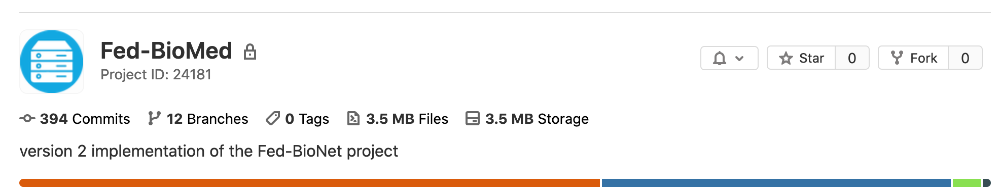 Fed-BioMed
Project ID: 24181
Star 0 Fork 0
394 Commits 12 Branches 0 Tags 3.5 MB Files 3.5 MB Storage
version 2 implementation of the Fed-BioNet project